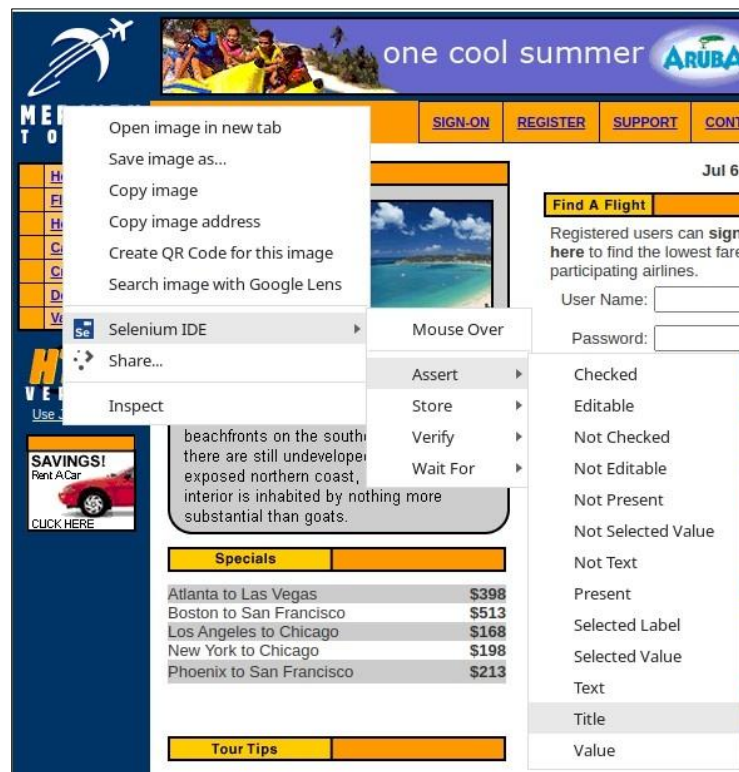 one cool summer ARUBA
SIGN-ON REGISTER SUPPORT
Jul 6
Find A Flight
Registered users can sign
here to find the lowest fare
participating airlines.
User Name:
Password:
Open image in new tab
Save image as...
Copy image
Copy image address
Create QR Code for this image
Search image with Google Lens
Selenium IDE
Share...
Inspect
Mouse Over
Assert
Store
Verify
Wait For
Checked
Editable
Not Checked
Not Editable
Not Present
Not Selected Value
Not Text
Present
Selected Label
Selected Value
Text
Title
Value
Use
SAVINGS!
Rent A Car
CLICK HERE
beachfronts on the
there are still
exposed northern coast,
interior is inhabited by nothing more
substantial than goats.
Specials
Atlanta to Las Vegas $398
Boston to San Francisco $513
Los Angeles to Chicago $168
New York to Chicago $198
Phoenix to San Francisco $213
Tour Tips